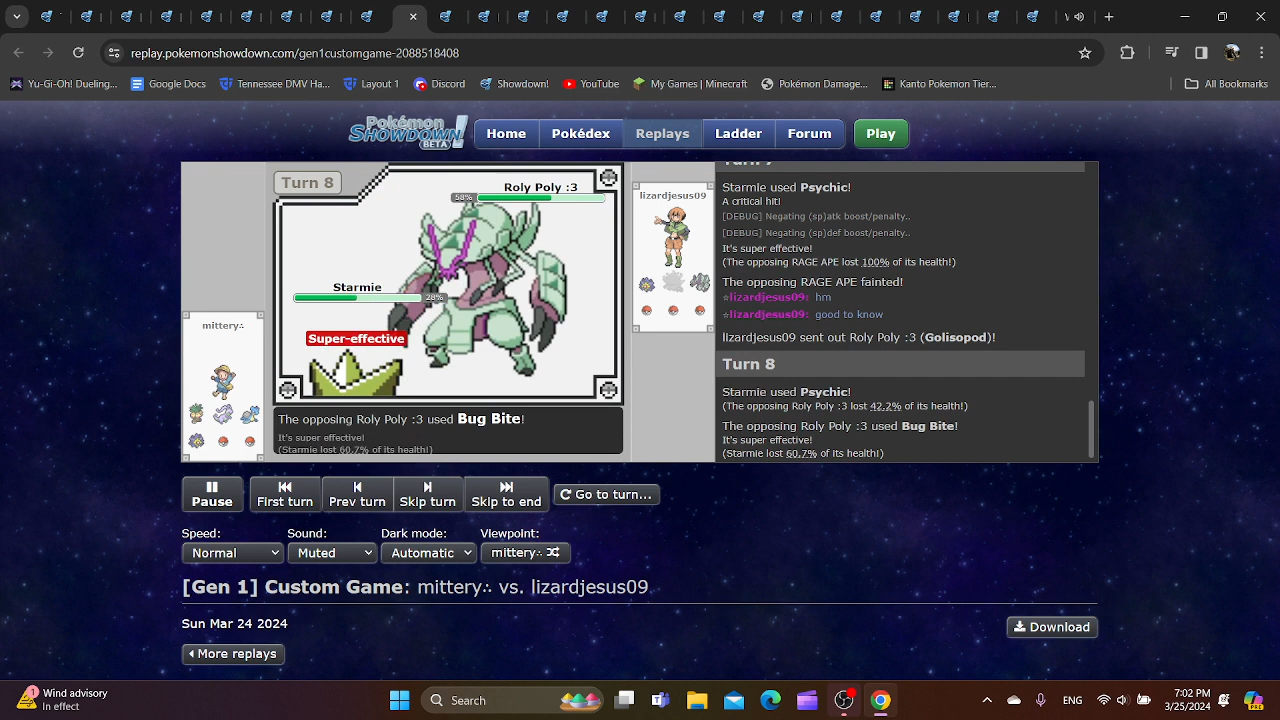 replay.pokemonshowdown.com/gen1customgame-2088518408
Yu-Gi-Oh! Dueling...
Google Docs
Tennessee DMV Ha...
Layout 1
Discord
Showdown!
YouTube
My Games | Minecraft
Pokémon Damage...
Kanto Pokemon Tier...
All Bookmarks
Pokémon
SHOWDOWN!
BETA
Home
Pokédex
Replays
Ladder
Forum
Play
Turn 8
Roly Poly :3
58%
Starmie
28%
Super-effective
The opposing Roly Poly :3 used Bug Bite!
It's super effective!
(Starmie lost 60.7% of its health!)
mittery∴
lizardjesus09
Turn 7
Starmie used Psychic!
A critical hit!
[DEBUG] Negating (sp)atk boost/penalty..
[DEBUG] Negating (sp)def boost/penalty..
It's super effective!
(The opposing RAGE APE lost 100% of its health!)
The opposing RAGE APE fainted!
☆lizardjesus09: hm
☆lizardjesus09: good to know
lizardjesus09 sent out Roly Poly :3 (Golisopod)!
Turn 8
Starmie used Psychic!
(The opposing Roly Poly :3 lost 42.2% of its health!)
The opposing Roly Poly :3 used Bug Bite!
It's super effective!
(Starmie lost 60.7% of its health!)
Pause
First turn
Prev turn
Skip turn
Skip to end
Go to turn...
Speed:
Sound:
Dark mode:
Viewpoint:
Normal
Muted
Automatic
mittery∴
[Gen 1] Custom Game: mittery∴ vs. lizardjesus09
Sun Mar 24 2024
Download
More replays
1
Wind advisory
In effect
Search
ENG
7:02 PM
3/25/2024